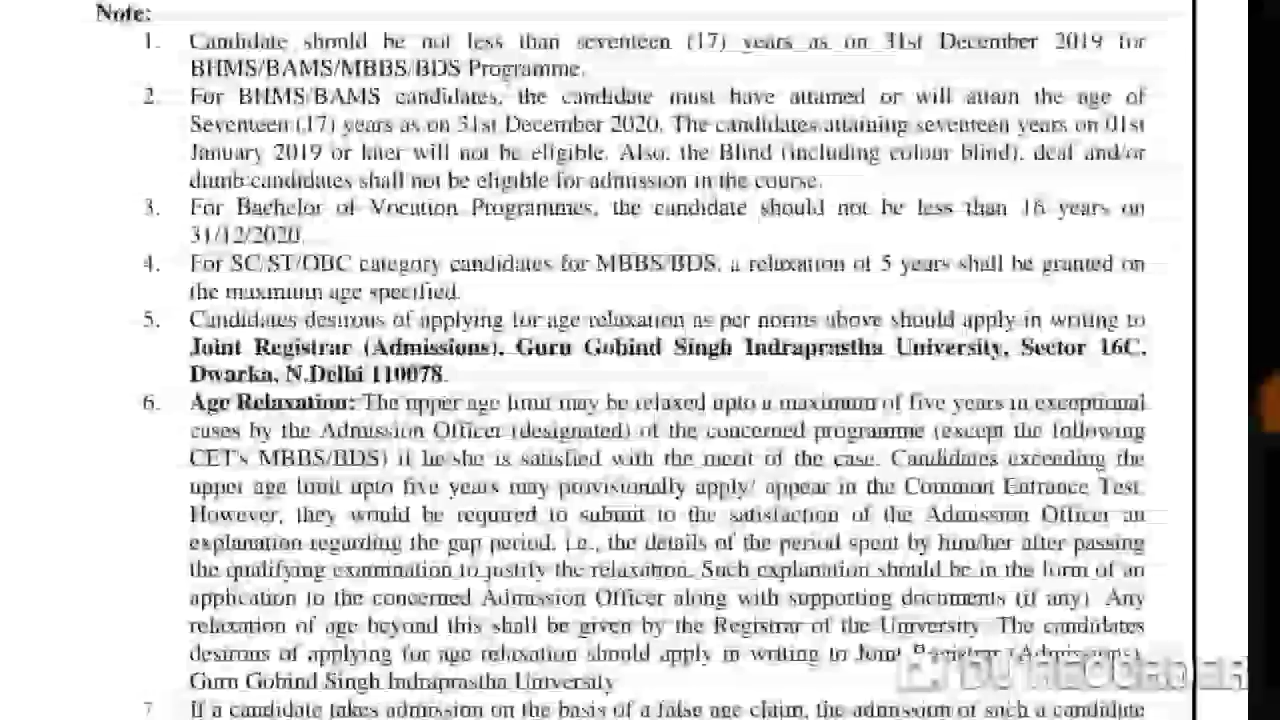 Note:
1. Candidate should be not less than seventeen (17) years as on 31st December 2019 for
BHMS/BAMS/MBBS/BDS Programme.
2. For BHMS/BAMS candidates, the candidate must have attained or will attain the age of
Seventeen (17) years as on 31st December 2020. The candidates attaining seventeen years on 01st
January 2019 or later will not be eligible. Also, the Blind (including colour blind), deaf and/or
dumb candidates shall not be eligible for admission in the course.
3. For Bachelor of Vocation Programmes, the candidate should not be less than 16 years on
31/12/2020.
4. For SC/ST/OBC category candidates for MBBS/BDS, a relaxation of 5 years shall be granted on
the maximum age specified.
5. Candidates desirous of applying for age relaxation as per norms above should apply in writing to
Joint Registrar (Admissions), Guru Gobind Singh Indraprastha University, Sector 16C,
Dwarka, N.Delhi 110078.
6. Age Relaxation: The upper age limit may be relaxed upto a maximum of five years in exceptional
cases by the Admission Officer (designated) of the concerned programme (except the following
CET's MBBS/BDS) if he/she is satisfied with the merit of the case. Candidates exceeding the
upper age limit upto five years may provisionally apply/ appear in the Common Entrance Test.
However, they would be required to submit to the satisfaction of the Admission Officer an
explanation regarding the gap period, i.e., the details of the period spent by him/her after passing
the qualifying examination to justify the relaxation. Such explanation should be in the form of an
application to the concerned Admission Officer along with supporting documents (if any). Any
relaxation of age beyond this shall be given by the Registrar of the University. The candidates
desirous of applying for age relaxation should apply in writing to Joint Registrar (Admissions),
Guru Gobind Singh Indraprastha University
DU RECORDER
7. If a candidate takes admission on the basis of a false age claim, the admission of such a candidate